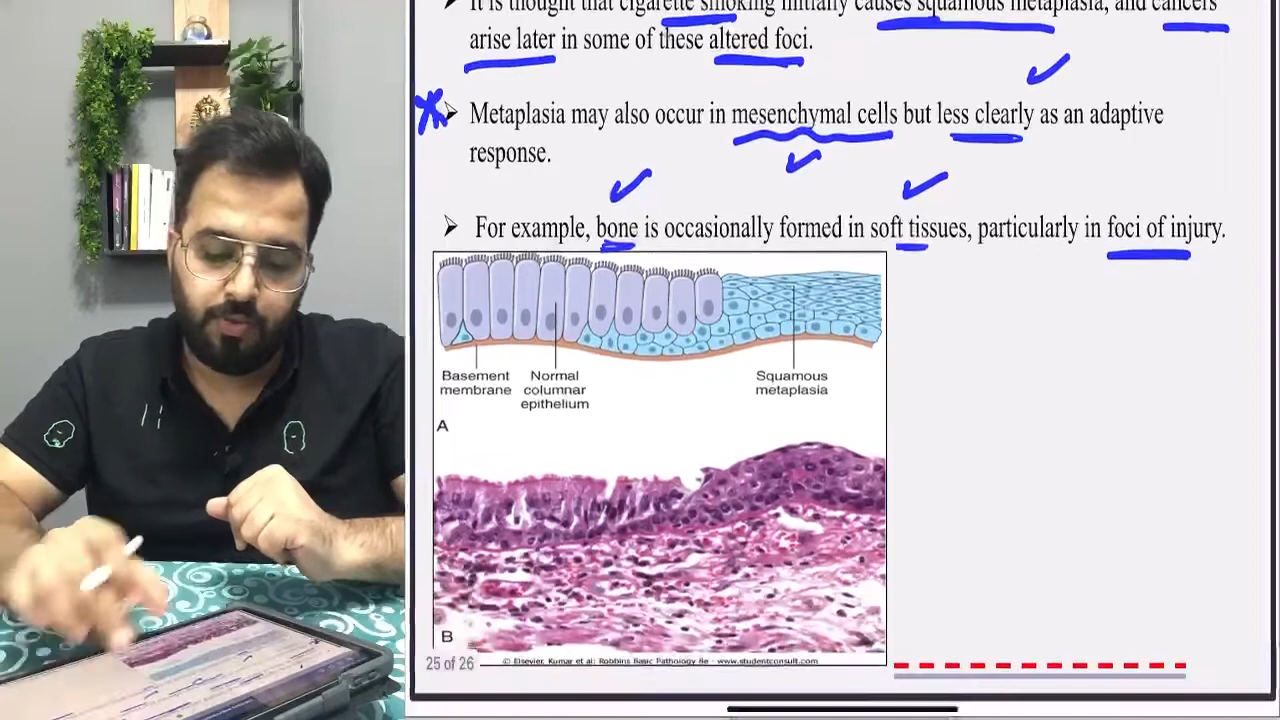 It is thought that cigarette smoking initially causes squamous metaplasia, and cancers
arise later in some of these altered foci.
➢ Metaplasia may also occur in mesenchymal cells but less clearly as an adaptive
response.
➢ For example, bone is occasionally formed in soft tissues, particularly in foci of injury.
Basement
membrane
Normal
columnar
epithelium
Squamous
metaplasia
A
B
25 of 26
© Elsevier, Kumar et al: Robbins Basic Pathology 8e - www.studentconsult.com